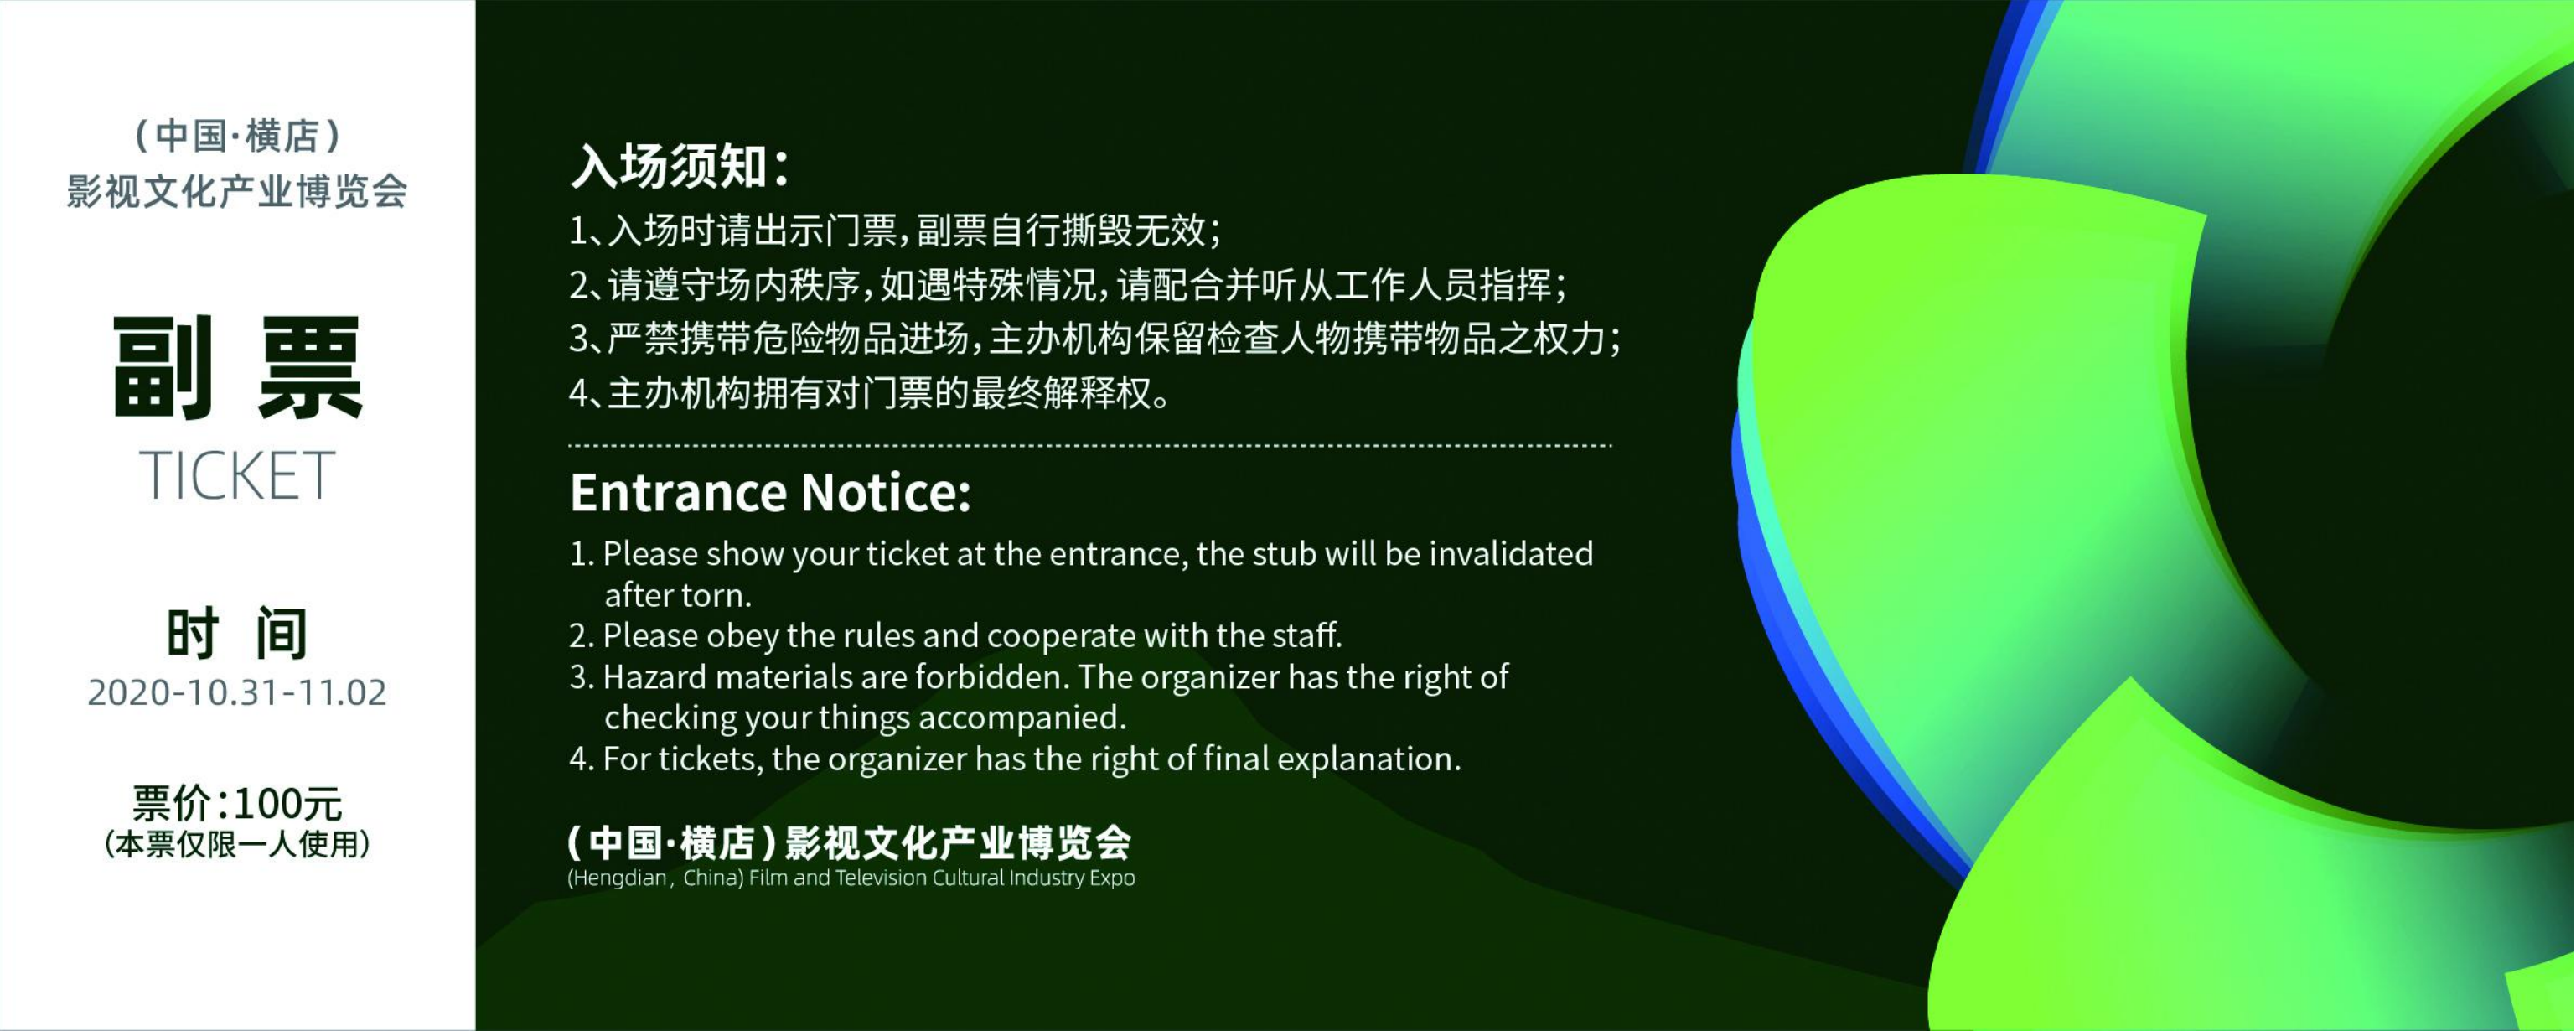 (中国·横店)
影视文化产业博览会
副票
TICKET
时间
2020-10.31-11.02
票价:100元
(本票仅限一人使用)
入场须知:
1、入场时请出示门票,副票自行撕毁无效;
2、请遵守场内秩序,如遇特殊情况,请配合并听从工作人员指挥;
3、严禁携带危险物品进场,主办机构保留检查人物携带物品之权力;
4、主办机构拥有对门票的最终解释权。
Entrance Notice:
1. Please show your ticket at the entrance, the stub will be invalidated
after torn.
2. Please obey the rules and cooperate with the staff.
3. Hazard materials are forbidden. The organizer has the right of
checking your things accompanied.
4. For tickets, the organizer has the right of final explanation.
(中国·横店)影视文化产业博览会
(Hengdian, China) Film and Television Cultural Industry Expo